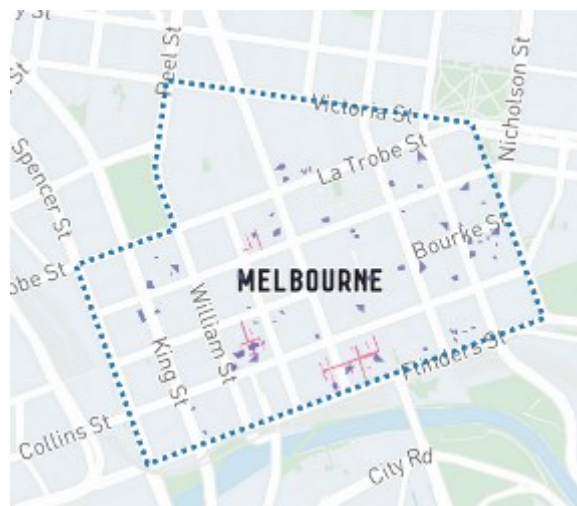 y St
Peel St
Victoria St
Nicholson St
La Trobe St
Spencer St
Bourke St
obe St
MELBOURNE
William St
King St
Flinders St
Collins St
City Rd